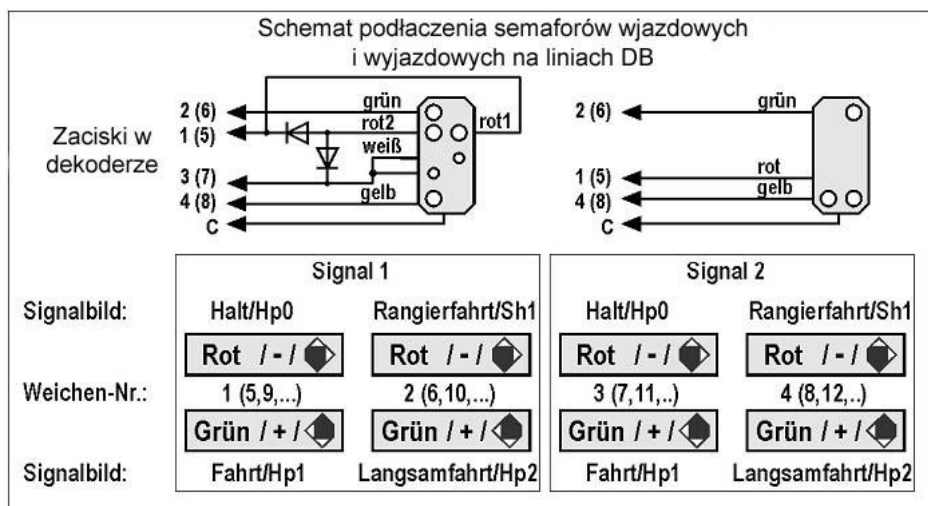 Schemat podłaczenia semaforów wjazdowych
i wyjazdowych na liniach DB
Zaciski w
dekoderze
2 (6)
1 (5)
3 (7)
4 (8)
C
grün
rot2
weiß
gelb
rot1
2 (6)
1 (5)
4 (8)
C
grün
rot
gelb
Signal 1
Signal 2
Signalbild: Halt/Hp0 Rangierfahrt/Sh1 Halt/Hp0 Rangierfahrt/Sh1
Rot / - / Rot / - / Rot / - / Rot / - /
Weichen-Nr.: 1 (5,9,...) 2 (6,10,...) 3 (7,11,..) 4 (8,12,..)
Grün / + / Grün / + / Grün / + / Grün / + /
Signalbild: Fahrt/Hp1 Langsamfahrt/Hp2 Fahrt/Hp1 Langsamfahrt/Hp2